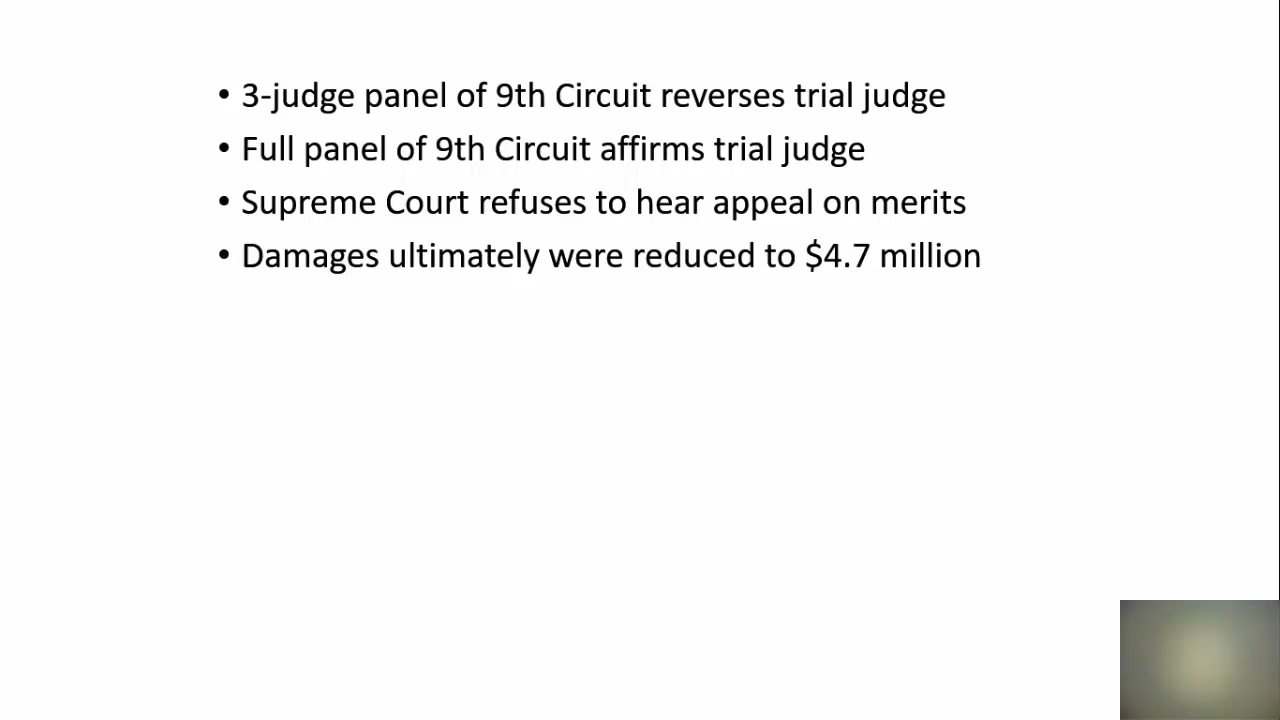 • 3-judge panel of 9th Circuit reverses trial judge
• Full panel of 9th Circuit affirms trial judge
• Supreme Court refuses to hear appeal on merits
• Damages ultimately were reduced to $4.7 million